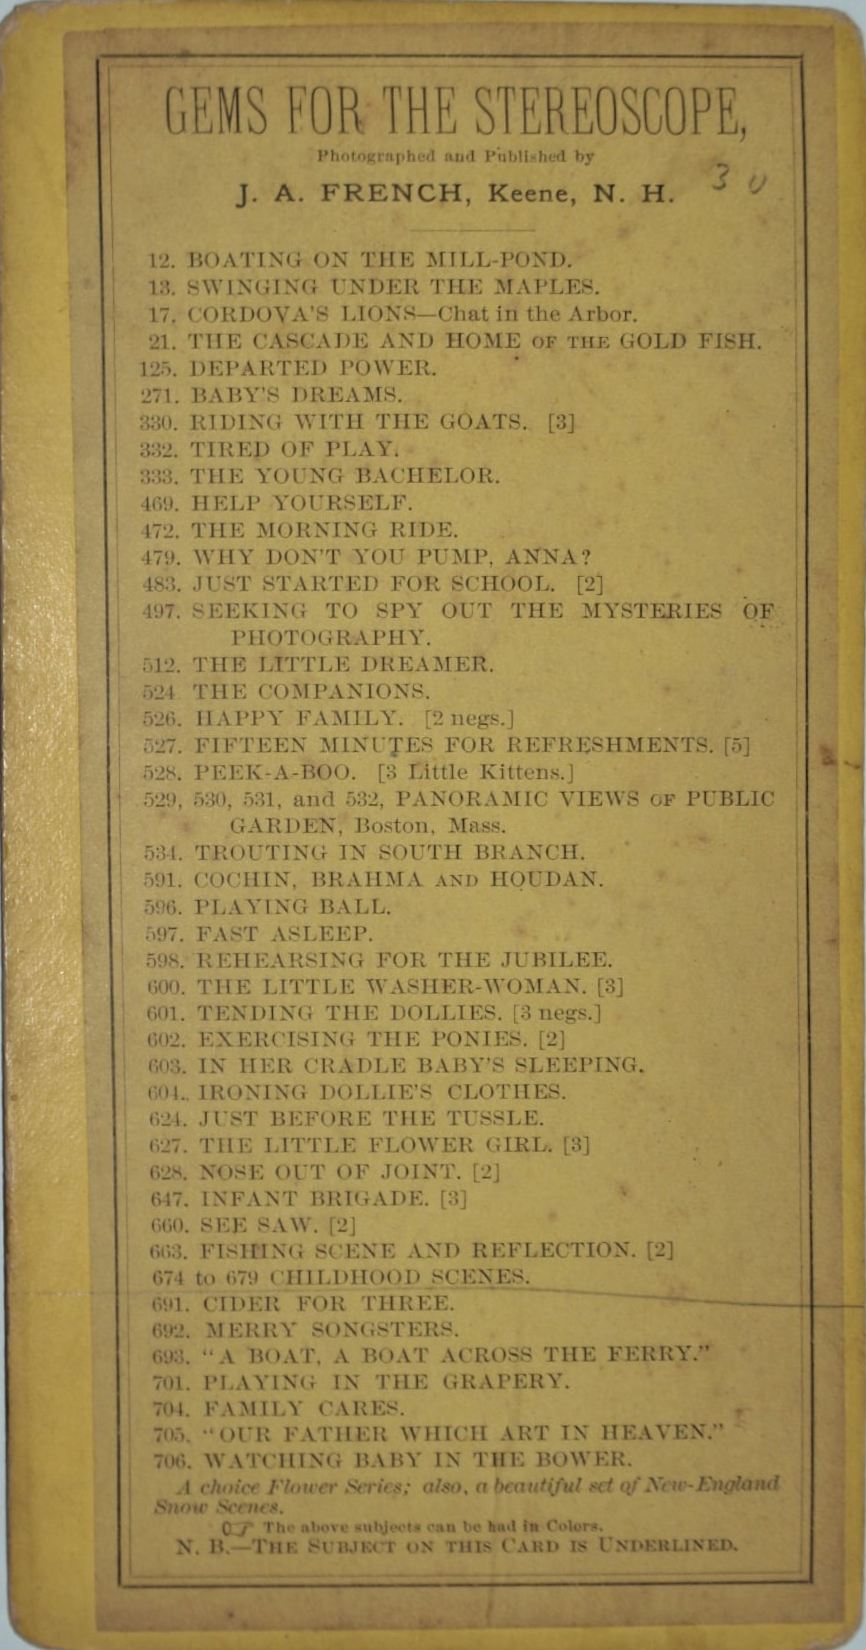 GEMS FOR THE STEREOSCOPE,
Photographed and Published by
J. A. FRENCH, Keene, N. H.
30
12. BOATING ON THE MILL-POND.
13. SWINGING UNDER THE MAPLES.
17. CORDOVA'S LIONS—Chat in the Arbor.
21. THE CASCADE AND HOME OF THE GOLD FISH.
125. DEPARTED POWER.
271. BABY'S DREAMS.
330. RIDING WITH THE GOATS. [3]
332. TIRED OF PLAY.
333. THE YOUNG BACHELOR.
469. HELP YOURSELF.
472. THE MORNING RIDE.
479. WHY DON'T YOU PUMP, ANNA?
483. JUST STARTED FOR SCHOOL. [2]
497. SEEKING TO SPY OUT THE MYSTERIES OF
PHOTOGRAPHY.
512. THE LITTLE DREAMER.
524 THE COMPANIONS.
526. HAPPY FAMILY. [2 negs.]
527. FIFTEEN MINUTES FOR REFRESHMENTS. [5]
528. PEEK-A-BOO. [3 Little Kittens.]
529, 530, 531, and 532, PANORAMIC VIEWS OF PUBLIC
GARDEN, Boston, Mass.
534. TROUTING IN SOUTH BRANCH.
591. COCHIN, BRAHMA AND HOUDAN.
596. PLAYING BALL.
597. FAST ASLEEP.
598. REHEARSING FOR THE JUBILEE.
600. THE LITTLE WASHER-WOMAN. [3]
601. TENDING THE DOLLIES. [3 negs.]
602. EXERCISING THE PONIES. [2]
603. IN HER CRADLE BABY'S SLEEPING.
604. IRONING DOLLIE'S CLOTHES.
624. JUST BEFORE THE TUSSLE.
627. THE LITTLE FLOWER GIRL. [3]
628. NOSE OUT OF JOINT. [2]
647. INFANT BRIGADE. [3]
660. SEE SAW. [2]
663. FISHING SCENE AND REFLECTION. [2]
674 to 679 CHILDHOOD SCENES.
691. CIDER FOR THREE.
692. MERRY SONGSTERS.
693. "A BOAT, A BOAT ACROSS THE FERRY."
701. PLAYING IN THE GRAPERY.
704. FAMILY CARES.
705. "OUR FATHER WHICH ART IN HEAVEN."
706. WATCHING BABY IN THE BOWER.
A choice Flower Series; also, a beautiful set of New-England
Snow Scenes.
☞ The above subjects can be had in Colors.
N. B.—THE SUBJECT ON THIS CARD IS UNDERLINED.